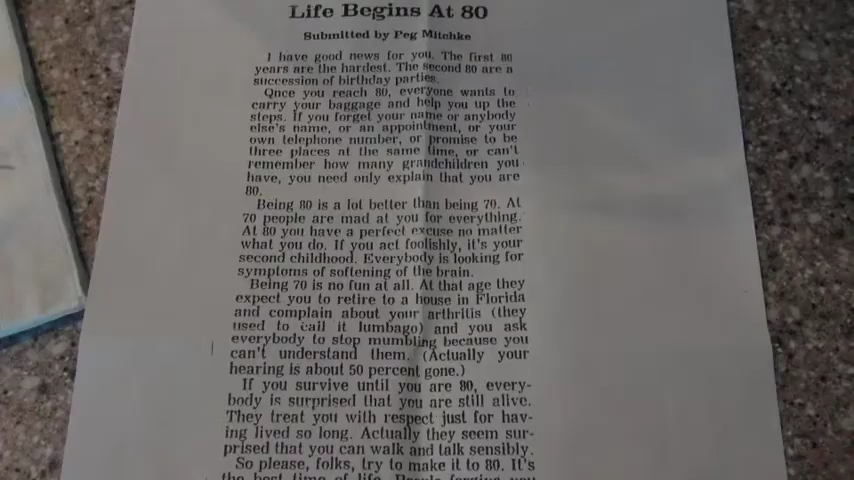 Life Begins At 80
Submitted by Peg Mitchke
I have good news for you. The first 80
years are the hardest. The second 80 are a
succession of birthday parties.
Once you reach 80, everyone wants to
carry your baggage and help you up the
steps. If you forget your name or anybody
else's name, or an appointment, or your
own telephone number, or promise to be
three places at the same time, or can't
remember how many grandchildren you
have, you need only explain that you are
80.
Being 80 is a lot better than being 70. At
70 people are mad at you for everything.
At 80 you have a perfect excuse no matter
what you do. If you act foolishly, it's your
second childhood. Everybody is looking for
symptoms of softening of the brain.
Being 70 is no fun at all. At that age they
expect you to retire to a house in Florida
and complain about your arthritis (they
used to call it lumbago) and you ask
everybody to stop mumbling because you
can't understand them. (Actually your
hearing is about 50 percent gone.)
If you survive until you are 80, every-
body is surprised that you are still alive.
They treat you with respect just for hav-
ing lived so long. Actually they seem sur-
prised that you can walk and talk sensibly.
So please, folks, try to make it to 80. It's
the best time of life. People forgive you